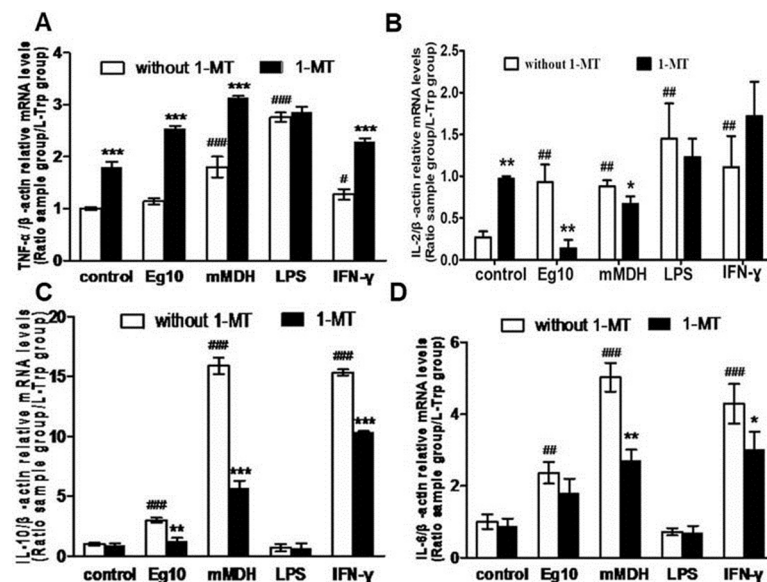 A
TNF-α /β -actin relative mRNA levels
(Ratio sample group/L-Trp group)
4
3
2
1
0
without 1-MT 1-MT
*** *** ### *** ### # ***
control Eg10 mMDH LPS IFN-γ
B
IL-2/β -actin relative mRNA levels
(Ratio sample group/L-Trp group)
2.5
2.0
1.5
1.0
0.5
0.0
without 1-MT 1-MT
** ## ** ## * ## ##
control Eg10 mMDH LPS IFN-γ
C
IL-10/β -actin relative mRNA levels
(Ratio sample group/L-Trp group)
20
15
10
5
0
without 1-MT 1-MT
### ** ### *** ### ***
control Eg10 mMDH LPS IFN-γ
D
IL-6/β -actin relative mRNA levels
(Ratio sample group/L-Trp group)
6
4
2
0
without 1-MT 1-MT
## ### ** ### *
control Eg10 mMDH LPS IFN-γ